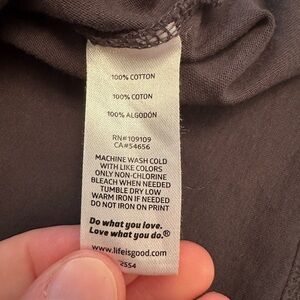 100% COTTON
100% COTON
100% ALGODÓN
RN#109109
CA#54656
MACHINE WASH COLD
WITH LIKE COLORS
ONLY NON-CHLORINE
BLEACH WHEN NEEDED
TUMBLE DRY LOW
WARM IRON IF NEEDED
DO NOT IRON ON PRINT
Do what you love.
Love what you do.®
www.lifeisgood.com
2554